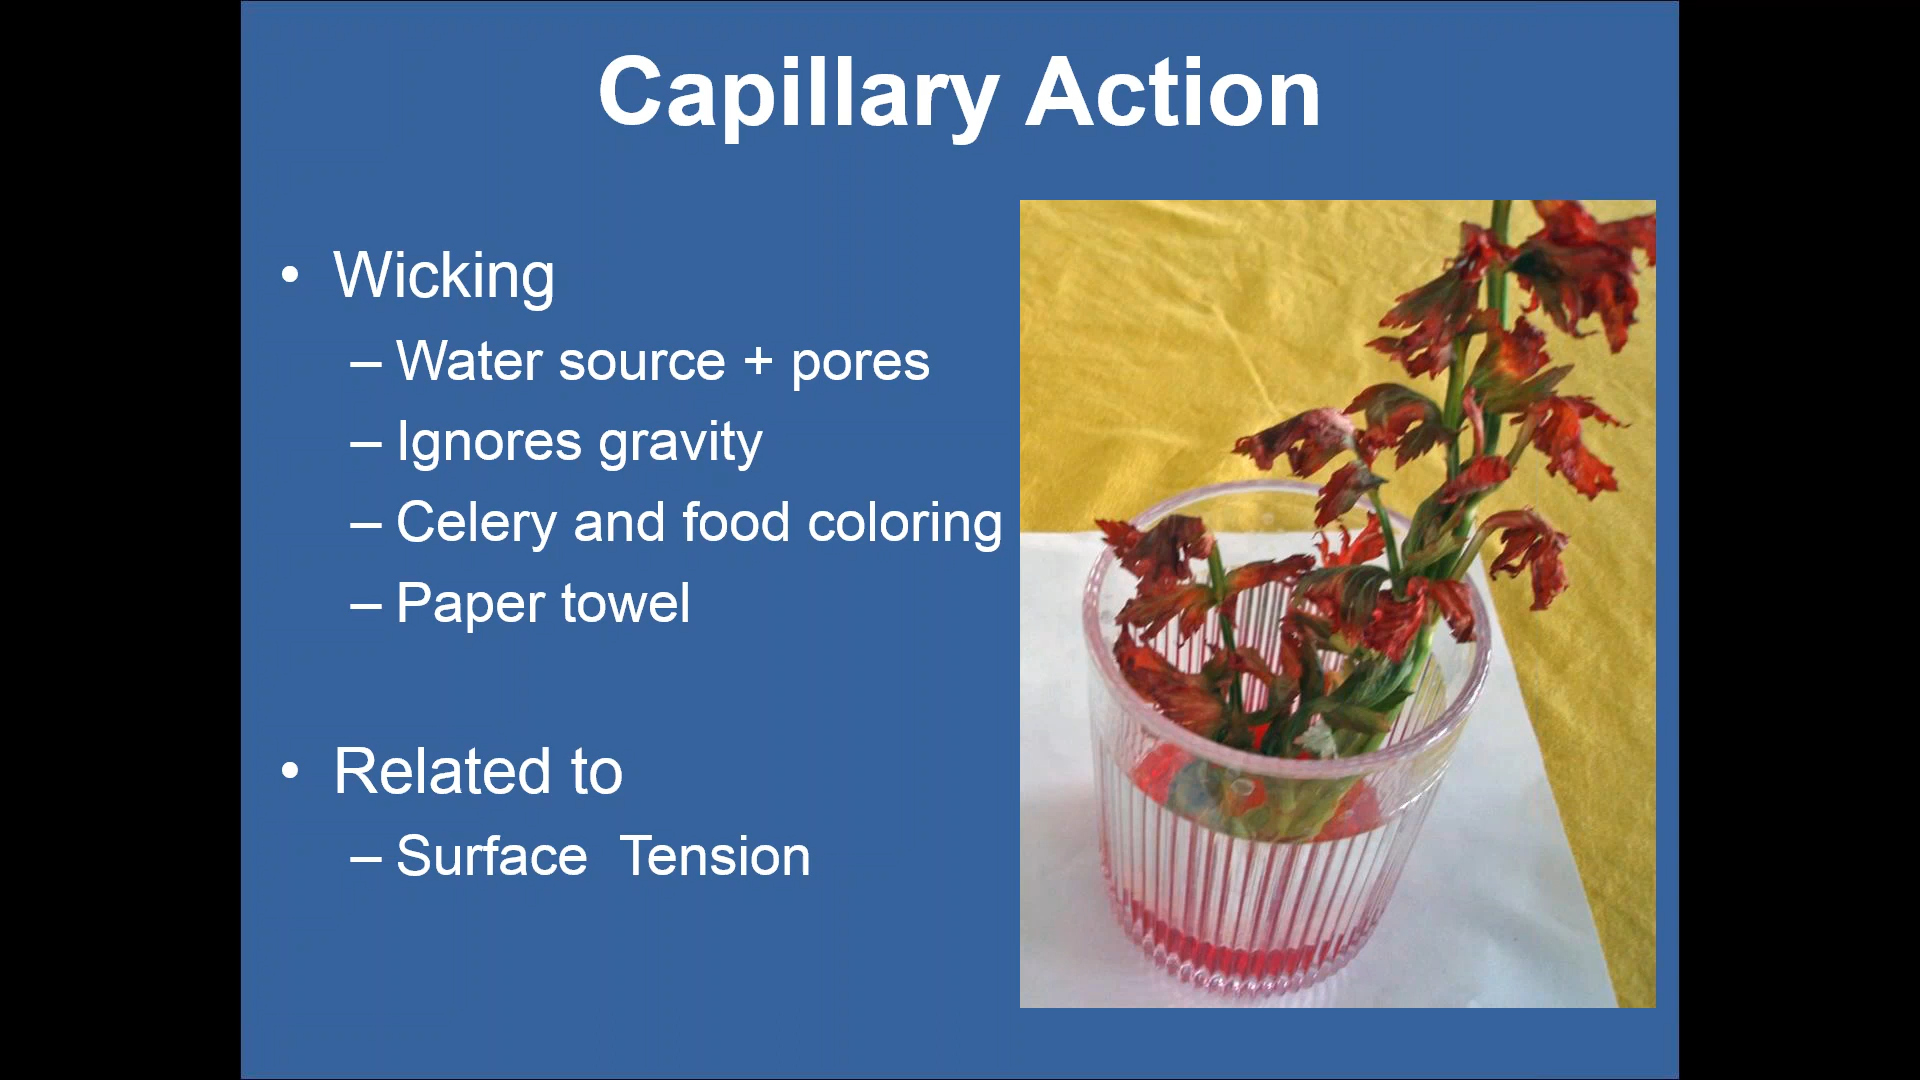 Capillary Action
• Wicking
– Water source + pores
– Ignores gravity
– Celery and food coloring
– Paper towel
• Related to
– Surface  Tension